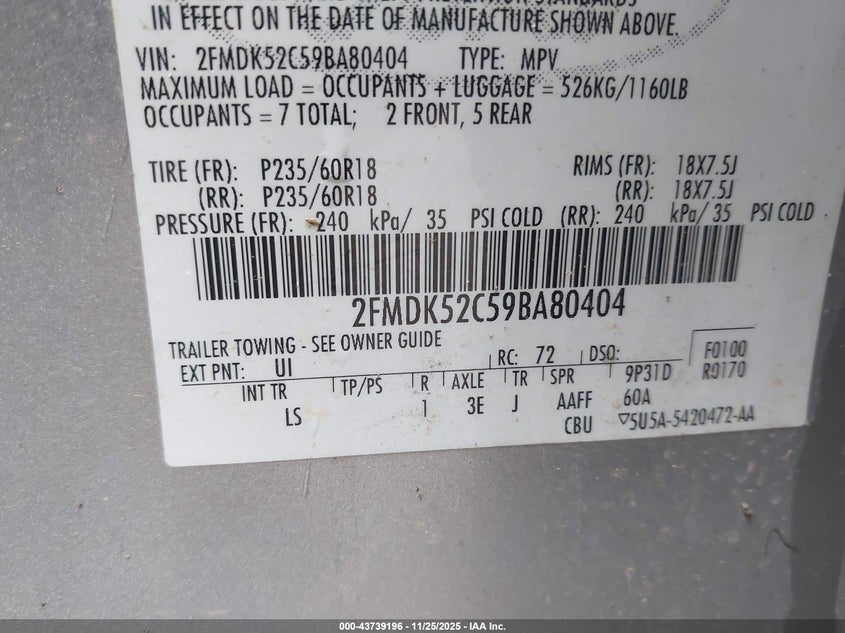 IN EFFECT ON THE DATE OF MANUFACTURE SHOWN ABOVE.
VIN: 2FMDK52C59BA80404 TYPE: MPV
MAXIMUM LOAD = OCCUPANTS + LUGGAGE = 526KG/1160LB
OCCUPANTS = 7 TOTAL; 2 FRONT, 5 REAR
TIRE (FR): P235/60R18 RIMS (FR): 18X7.5J
(RR): P235/60R18 (RR): 18X7.5J
PRESSURE (FR): 240 kPa/ 35 PSI COLD (RR): 240 kPa/ 35 PSI COLD
2FMDK52C59BA80404
TRAILER TOWING - SEE OWNER GUIDE
EXT PNT: UI RC: 72 DSO: F0100
INT TR TP/PS R AXLE TR SPR 9P31D R0170
LS 1 3E J AAFF 60A
CBU ▽5U5A-5420472-AA
000-43739196 - 11/25/2025 - IAA Inc.